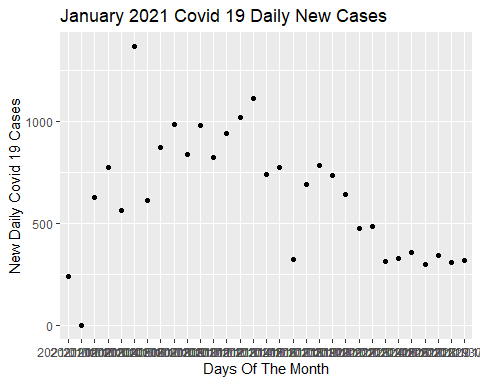 January 2021 Covid 19 Daily New Cases
New Daily Covid 19 Cases
1000
500
0
Days Of The Month